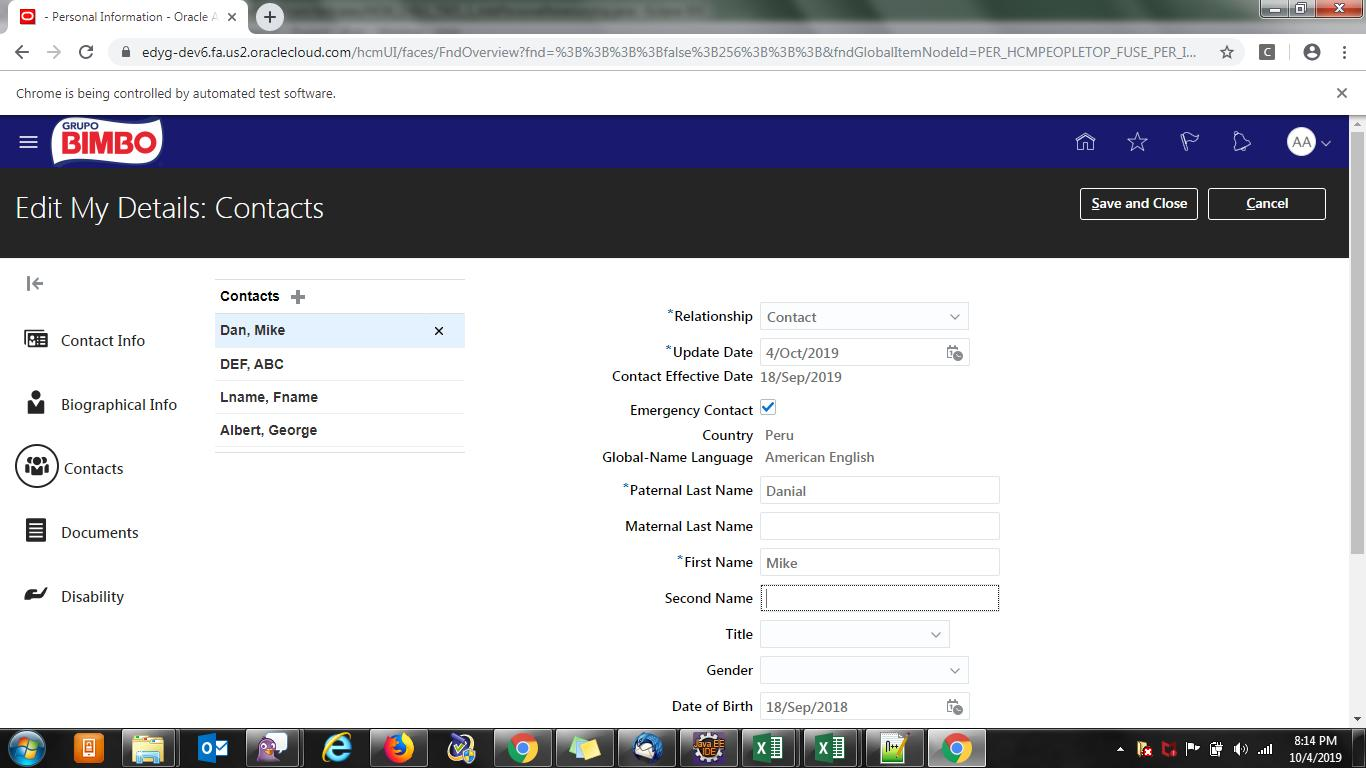 - Personal Information - Oracle A
edyg-dev6.fa.us2.oraclecloud.com/hcmUI/faces/FndOverview?fnd=%3B%3B%3B%3Bfalse%3B256%3B%3B%3B&fndGlobalItemNodeId=PER_HCMPEOPLETOP_FUSE_PER_I...
C
Chrome is being controlled by automated test software.
GRUPO
BIMBO
AA
Edit My Details: Contacts
Save and Close
Cancel
Contact Info
Biographical Info
Contacts
Documents
Disability
Contacts
Dan, Mike
DEF, ABC
Lname, Fname
Albert, George
*Relationship Contact
*Update Date 4/Oct/2019
Contact Effective Date 18/Sep/2019
Emergency Contact
Country Peru
Global-Name Language American English
*Paternal Last Name Danial
Maternal Last Name
*First Name Mike
Second Name
Title
Gender
Date of Birth 18/Sep/2018
Java EE
IDE
8:14 PM
10/4/2019